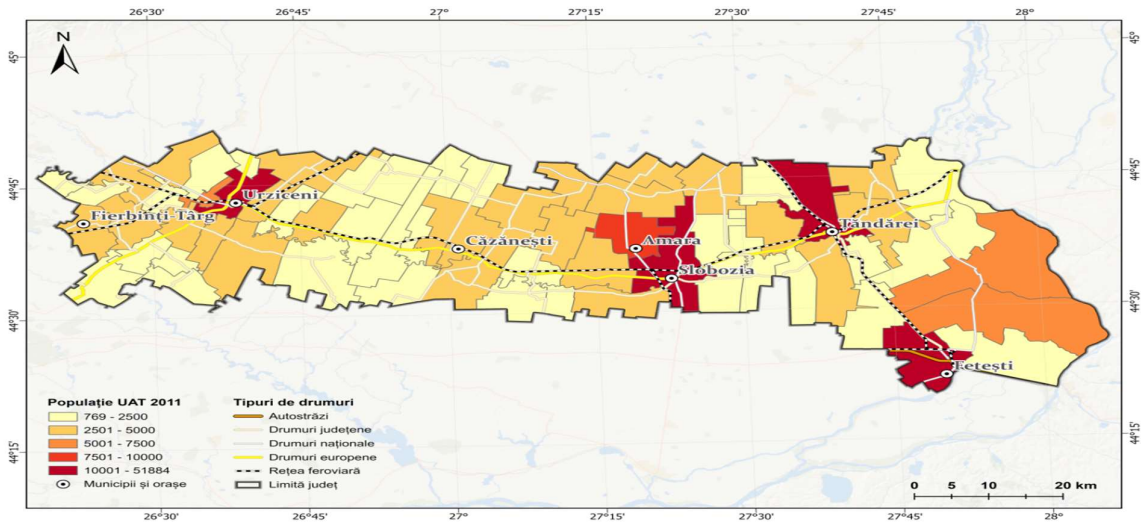 26°30' 26°45' 27° 27°15' 27°30' 27°45' 28°
N
45° 45°
44°45' 44°45'
Urziceni
Fierbinți-Târg
Țăndărei
Căzănești
Amara
Slobozia
44°30' 44°30'
Fetești
Populație UAT 2011
769 - 2500
2501 - 5000
5001 - 7500
7501 - 10000
10001 - 51884
Municipii și orașe
Tipuri de drumuri
Autostrăzi
Drumuri județene
Drumuri naționale
Drumuri europene
Rețea feroviară
Limită județ
44°15' 44°15'
0 5 10 20 km
26°30' 26°45' 27° 27°15' 27°30' 27°45'